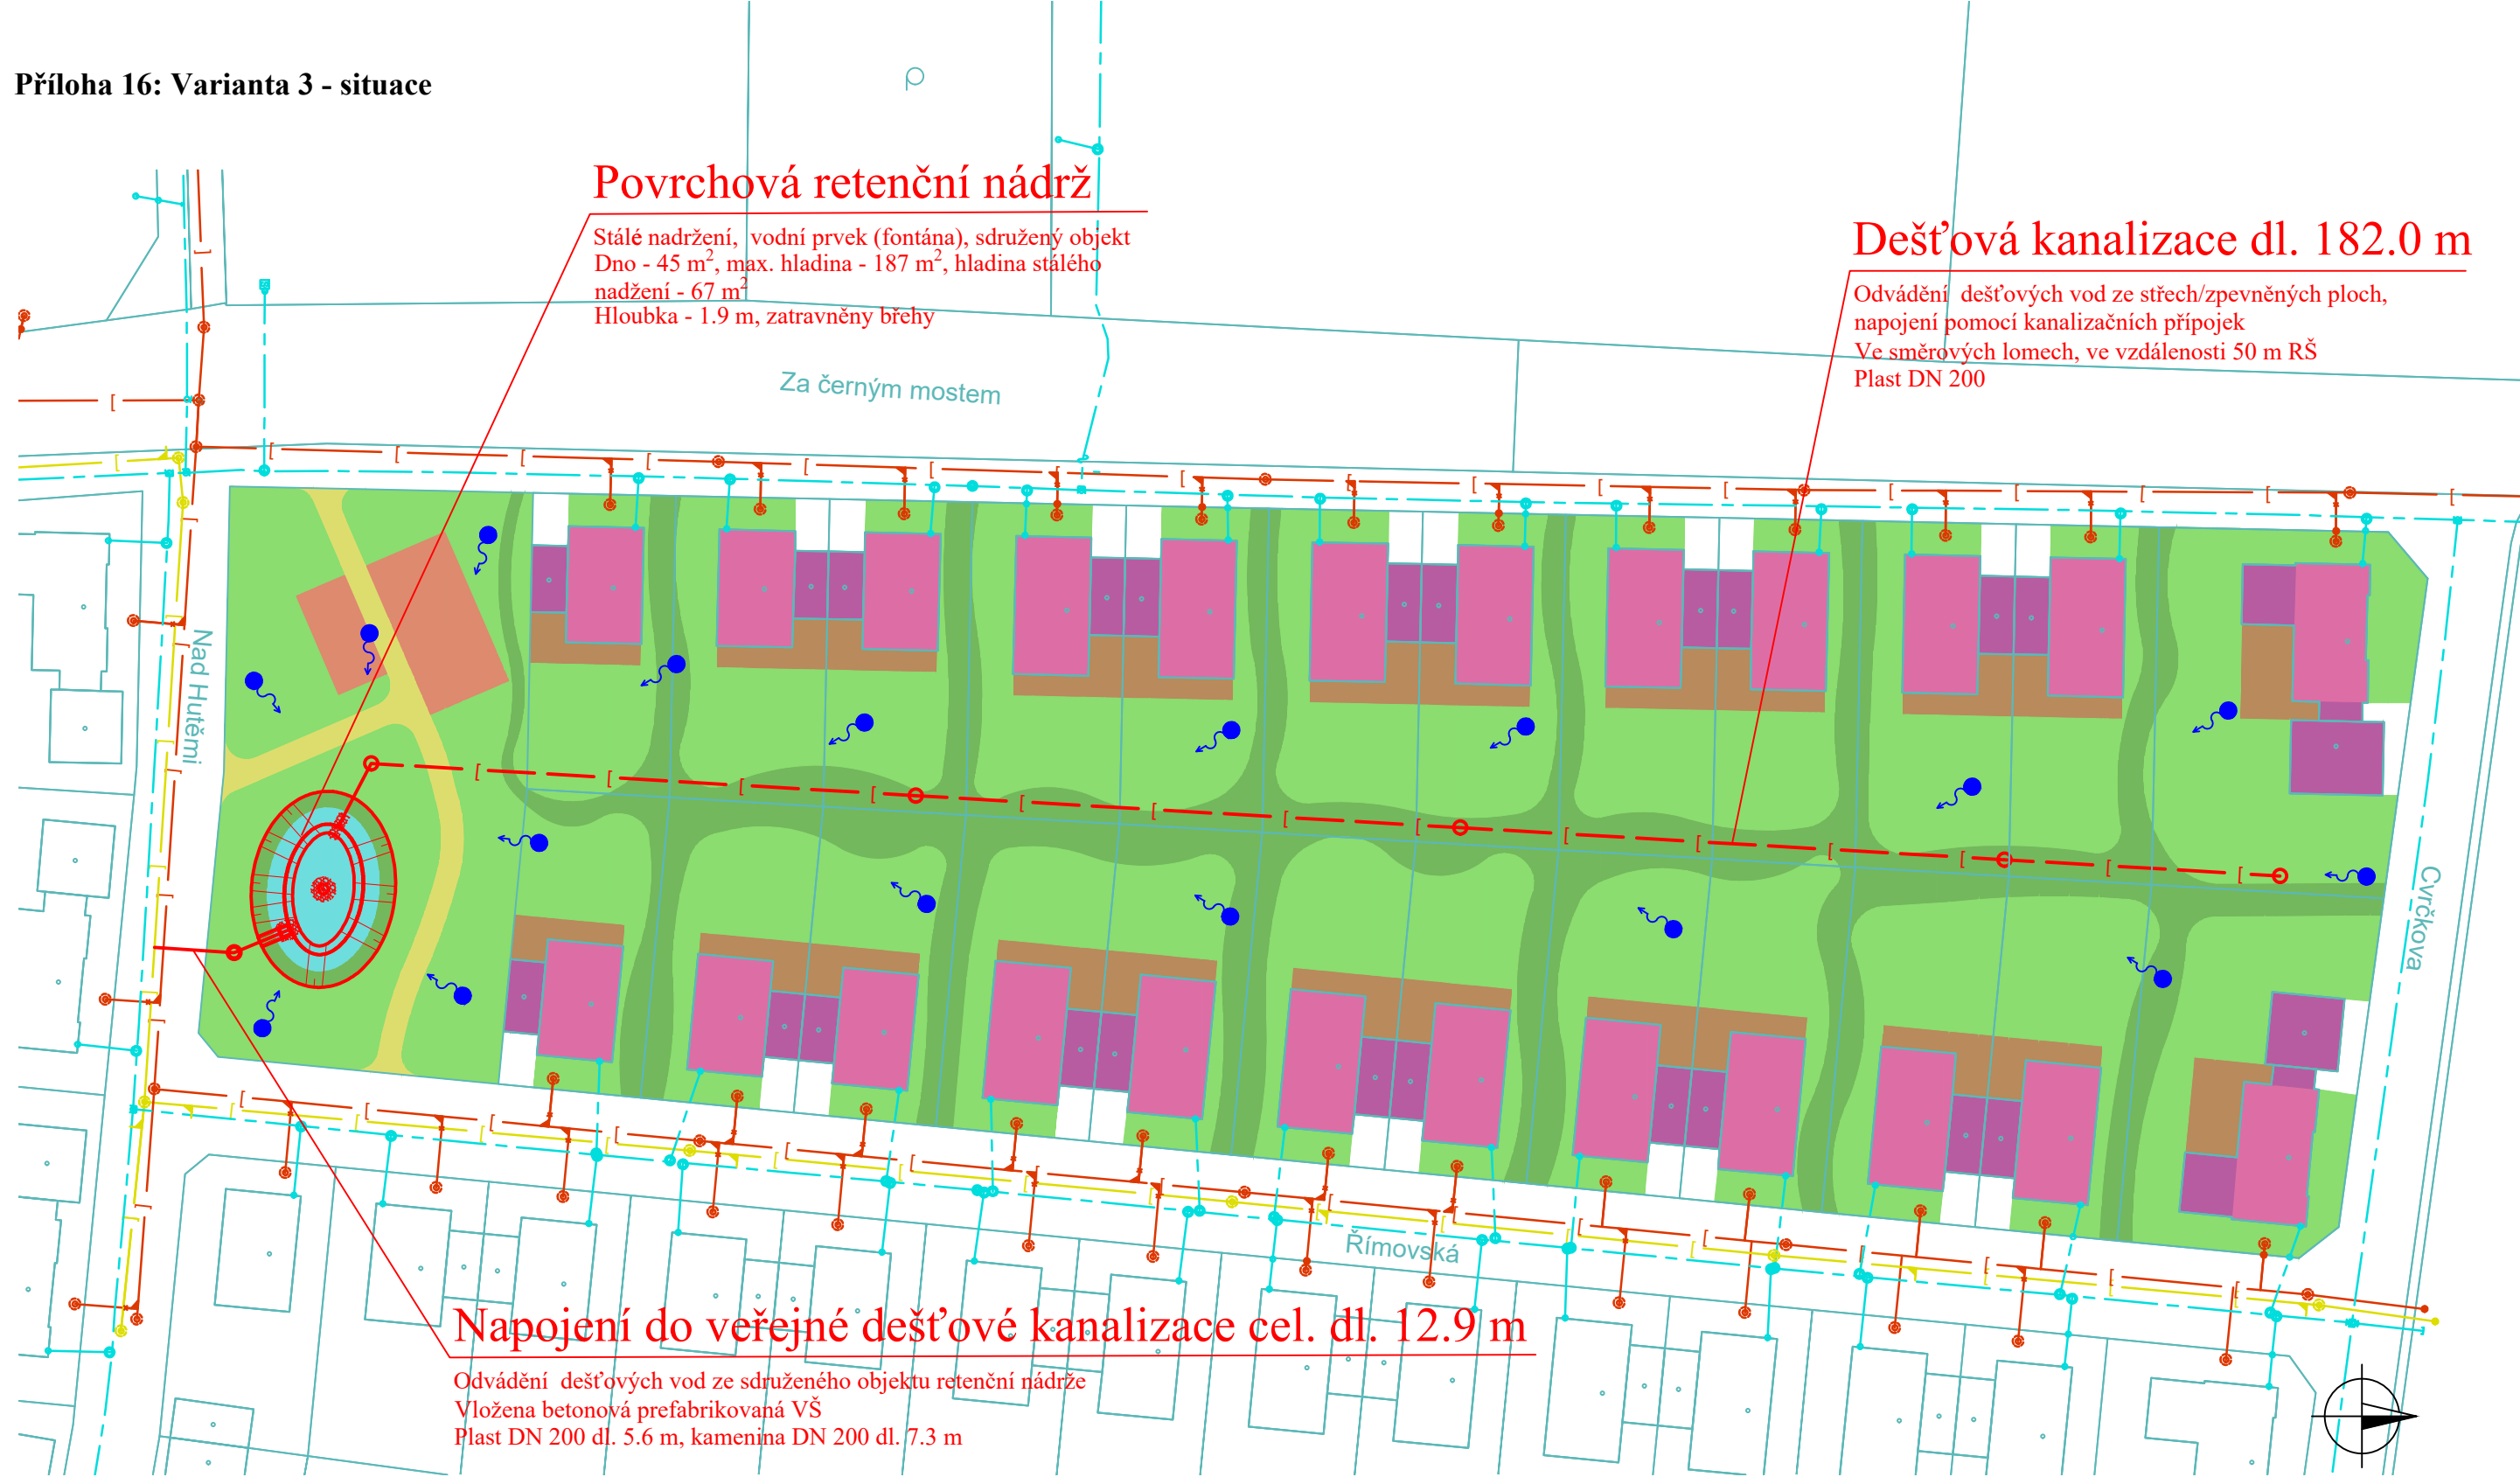 Příloha 16: Varianta 3 - situace
Povrchová retenční nádrž
Stálé nadržení, vodní prvek (fontána), sdružený objekt
Dno - 45 m², max. hladina - 187 m², hladina stálého
nadžení - 67 m²
Hloubka - 1.9 m, zatravněny břehy
Dešťová kanalizace dl. 182.0 m
Odvádění dešťových vod ze střech/zpevněných ploch,
napojení pomocí kanalizačních přípojek
Ve směrových lomech, ve vzdálenosti 50 m RŠ
Plast DN 200
Za černým mostem
Nad Hutěmi
Cvrčkova
Římovská
Napojení do veřejné dešťové kanalizace cel. dl. 12.9 m
Odvádění dešťových vod ze sdruženého objektu retenční nádrže
Vložena betonová prefabrikovaná VŠ
Plast DN 200 dl. 5.6 m, kamenina DN 200 dl. 7.3 m